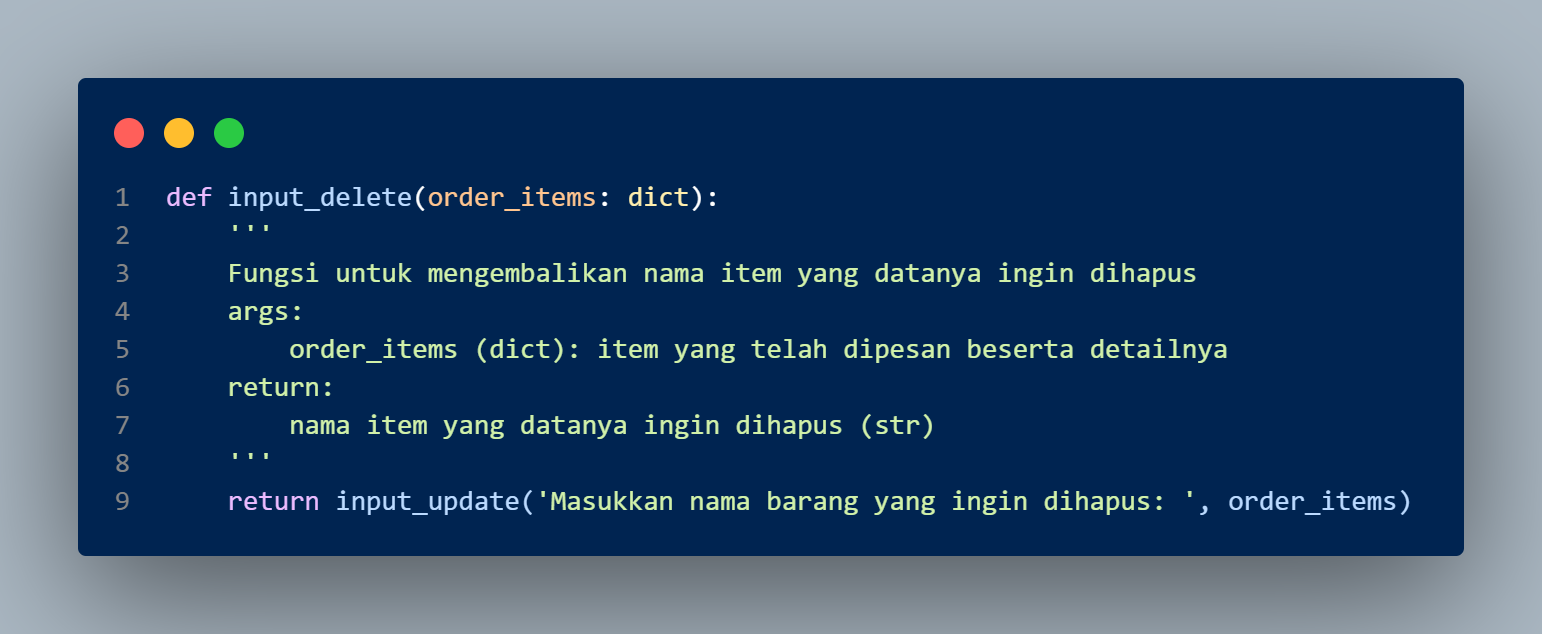 1 def input_delete(order_items: dict):
2     '''
3     Fungsi untuk mengembalikan nama item yang datanya ingin dihapus
4     args:
5         order_items (dict): item yang telah dipesan beserta detailnya
6     return:
7         nama item yang datanya ingin dihapus (str)
8     '''
9     return input_update('Masukkan nama barang yang ingin dihapus: ', order_items)